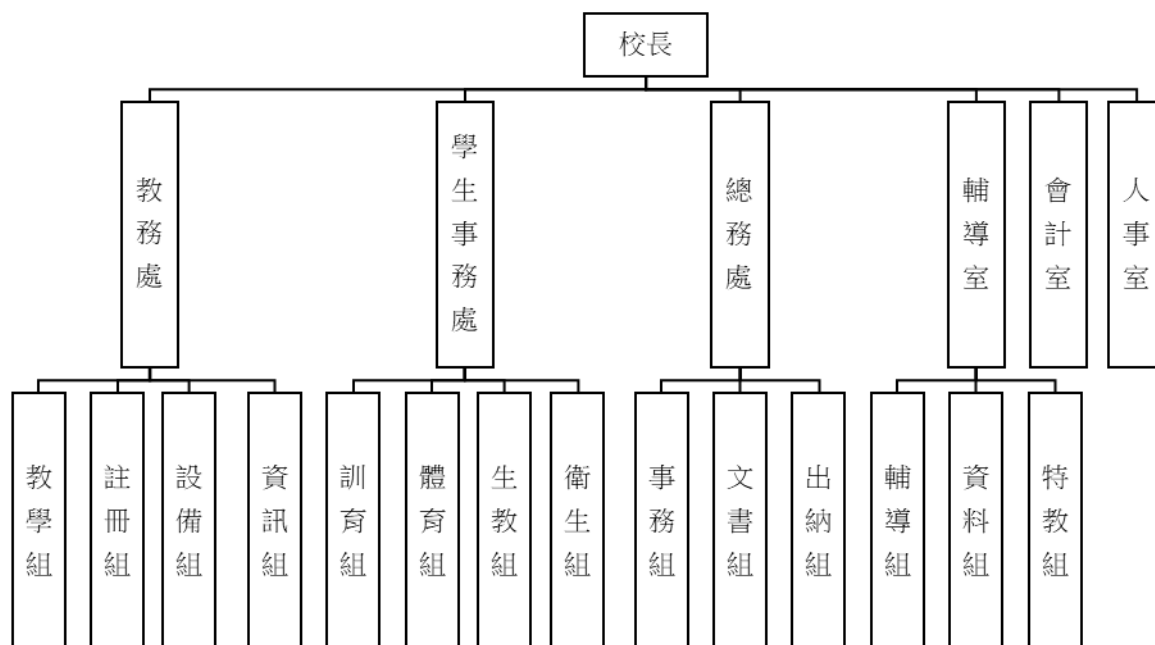 校長
教務處
學生事務處
總務處
輔導室
會計室
人事室
教學組
註冊組
設備組
資訊組
訓育組
體育組
生教組
衛生組
事務組
文書組
出納組
輔導組
資料組
特教組